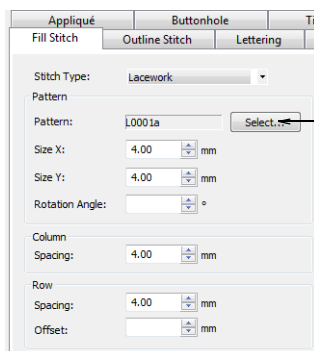 Appliqué Buttonhole Ti
Fill Stitch Outline Stitch Lettering
Stitch Type: Lacework
Pattern
Pattern: L0001a Select...
Size X: 4.00 mm
Size Y: 4.00 mm
Rotation Angle: °
Column
Spacing: 4.00 mm
Row
Spacing: 4.00 mm
Offset: mm